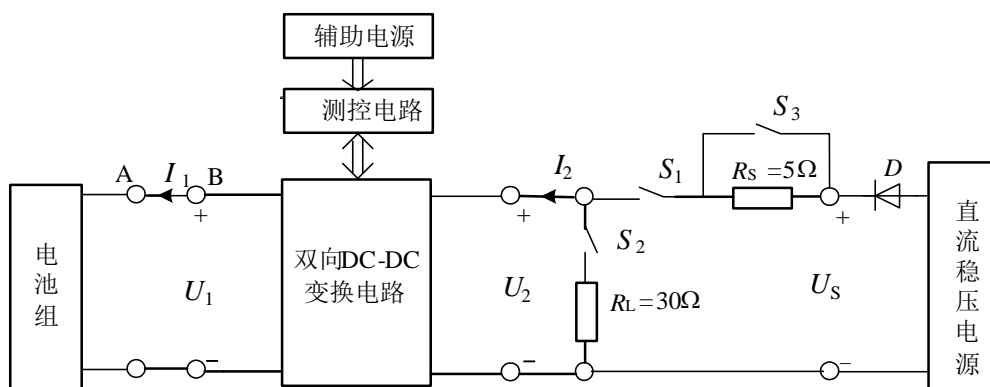 辅助电源
测控电路
S3
A I1 B
I2
S1
RS=5Ω
D
+
+
+
电池组
U1
双向DC-DC
变换电路
U2
S2
RL=30Ω
US
直流稳压电源
−
−
−